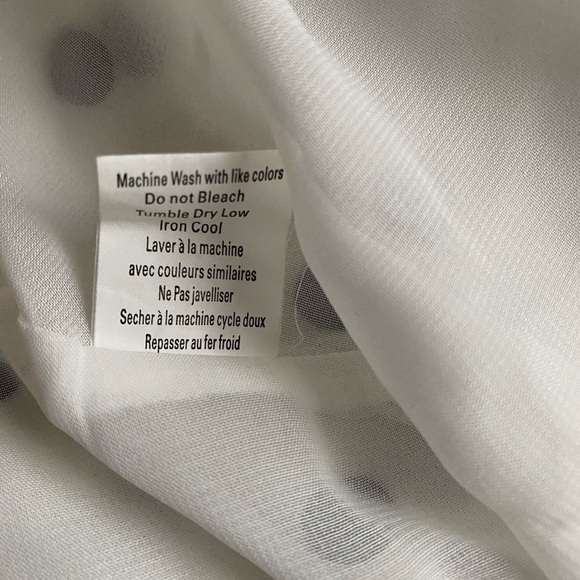 Machine Wash with like colors
Do not Bleach
Tumble Dry Low
Iron Cool
Laver à la machine
avec couleurs similaires
Ne Pas javelliser
Secher à la machine cycle doux
Repasser au fer froid